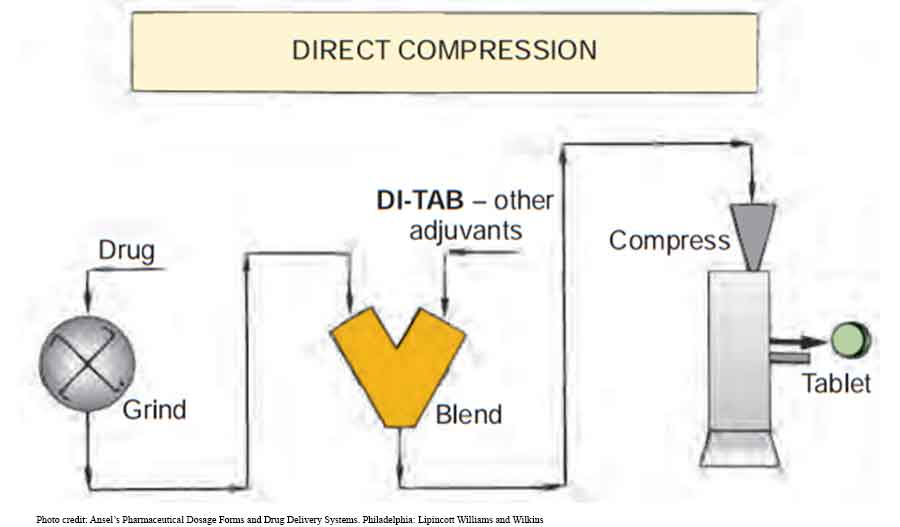 DIRECT COMPRESSION
DI-TAB – other
adjuvants
Drug
Compress
Grind
Blend
Tablet
Photo credit: Ansel's Pharmaceutical Dosage Forms and Drug Delivery Systems. Philadelphia: Lipincott Williams and Wilkins